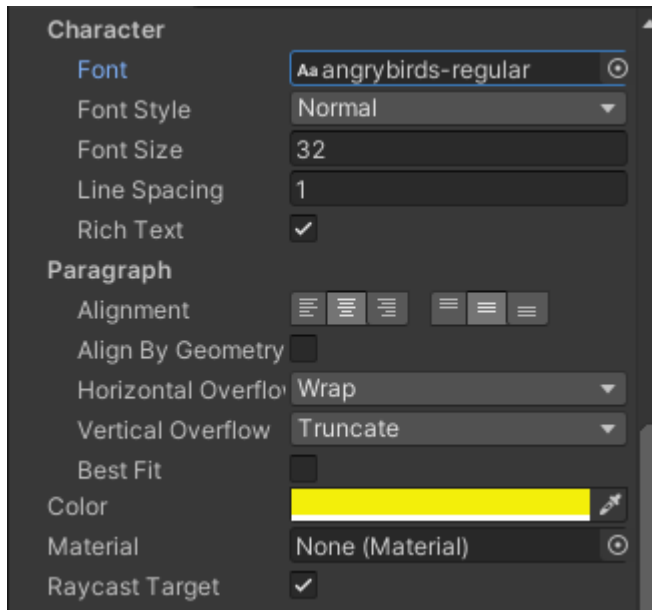 Character
Font Aa angrybirds-regular
Font Style Normal
Font Size 32
Line Spacing 1
Rich Text
Paragraph
Alignment
Align By Geometry
Horizontal Overflo Wrap
Vertical Overflow Truncate
Best Fit
Color
Material None (Material)
Raycast Target